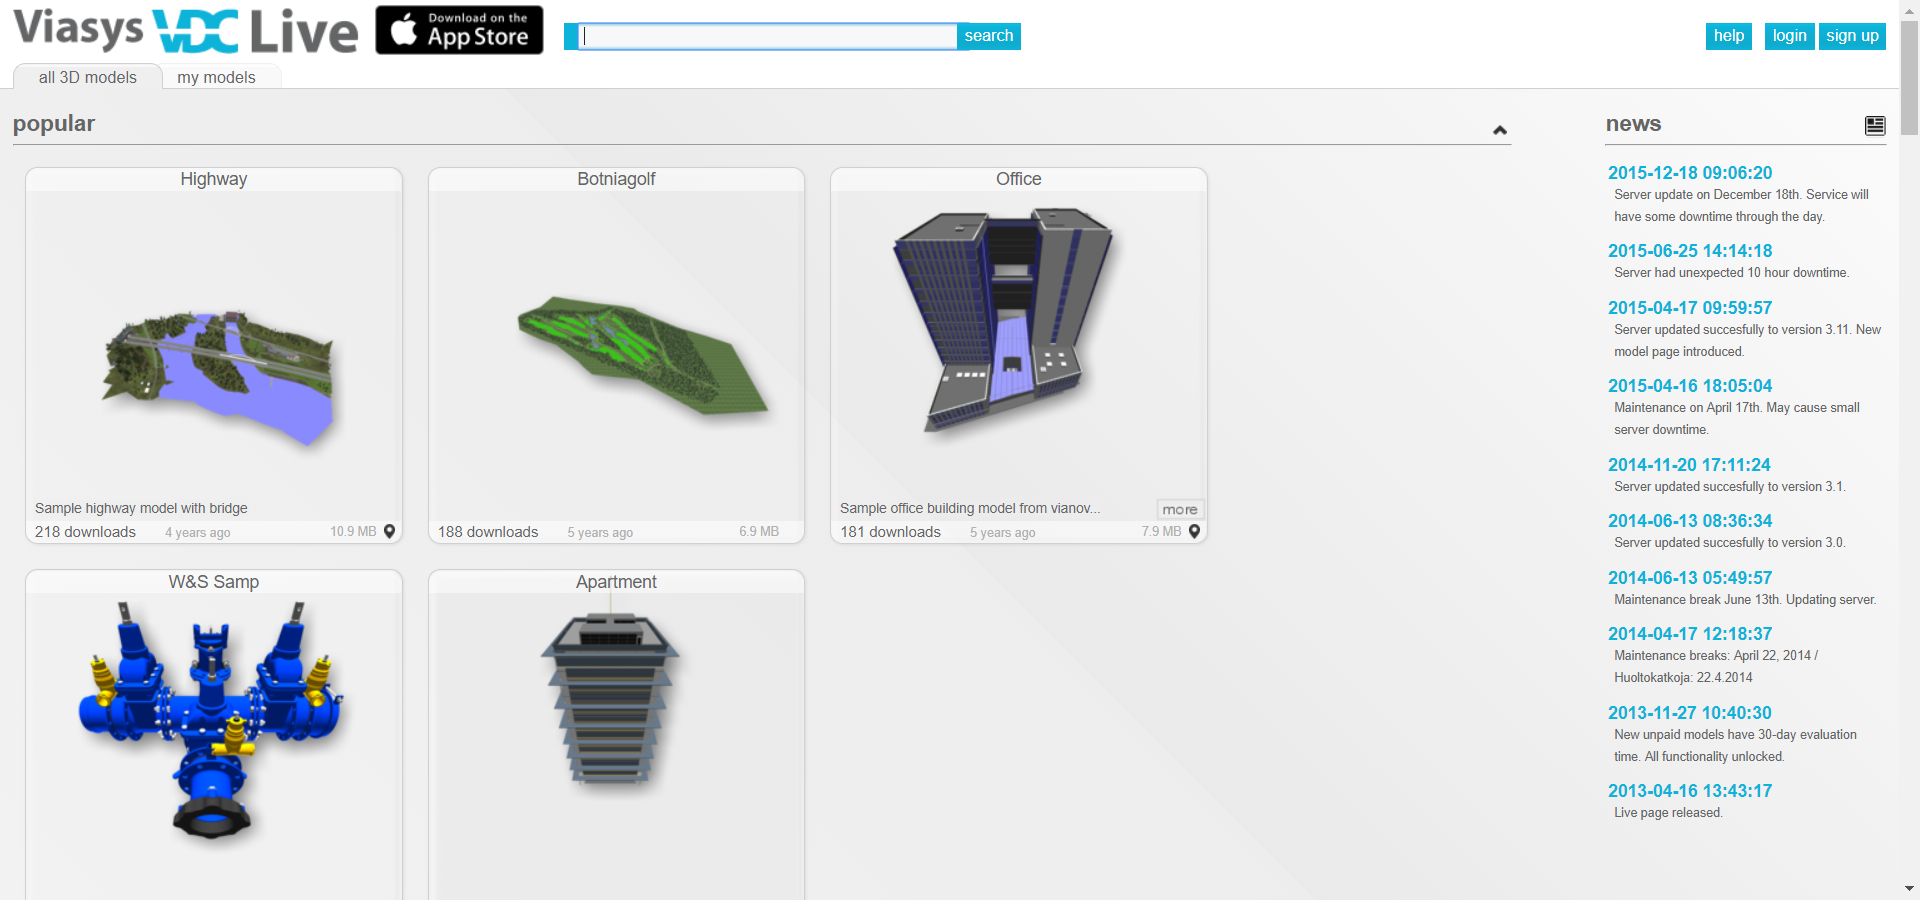 Viasys VDC Live
Download on the
App Store
search
help
login
sign up
all 3D models
my models
popular
news
Highway
Botniagolf
Office
Sample highway model with bridge
218 downloads
4 years ago
10.9 MB
188 downloads
5 years ago
6.9 MB
Sample office building model from vianov...
more
181 downloads
5 years ago
7.9 MB
W&S Samp
Apartment
2015-12-18 09:06:20
Server update on December 18th. Service will
have some downtime through the day.
2015-06-25 14:14:18
Server had unexpected 10 hour downtime.
2015-04-17 09:59:57
Server updated succesfully to version 3.11. New
model page introduced.
2015-04-16 18:05:04
Maintenance on April 17th. May cause small
server downtime.
2014-11-20 17:11:24
Server updated succesfully to version 3.1.
2014-06-13 08:36:34
Server updated succesfully to version 3.0.
2014-06-13 05:49:57
Maintenance break June 13th. Updating server.
2014-04-17 12:18:37
Maintenance breaks: April 22, 2014 /
Huoltokatkoja: 22.4.2014
2013-11-27 10:40:30
New unpaid models have 30-day evaluation
time. All functionality unlocked.
2013-04-16 13:43:17
Live page released.